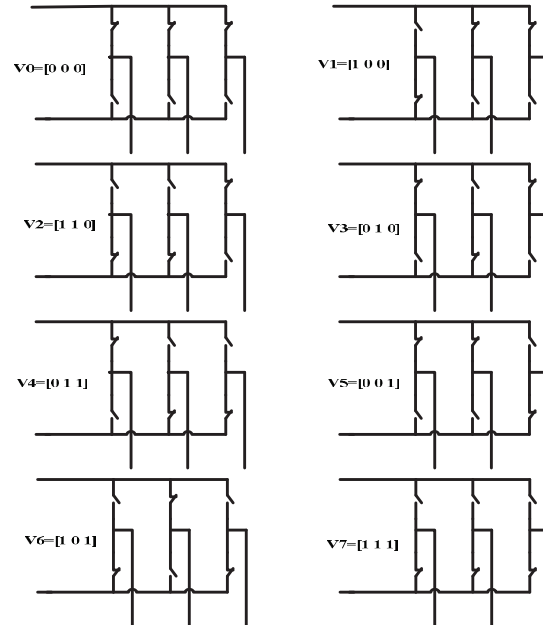 V0=[0 0 0]
V1=[1 0 0]
V2=[1 1 0]
V3=[0 1 0]
V4=[0 1 1]
V5=[0 0 1]
V6=[1 0 1]
V7=[1 1 1]